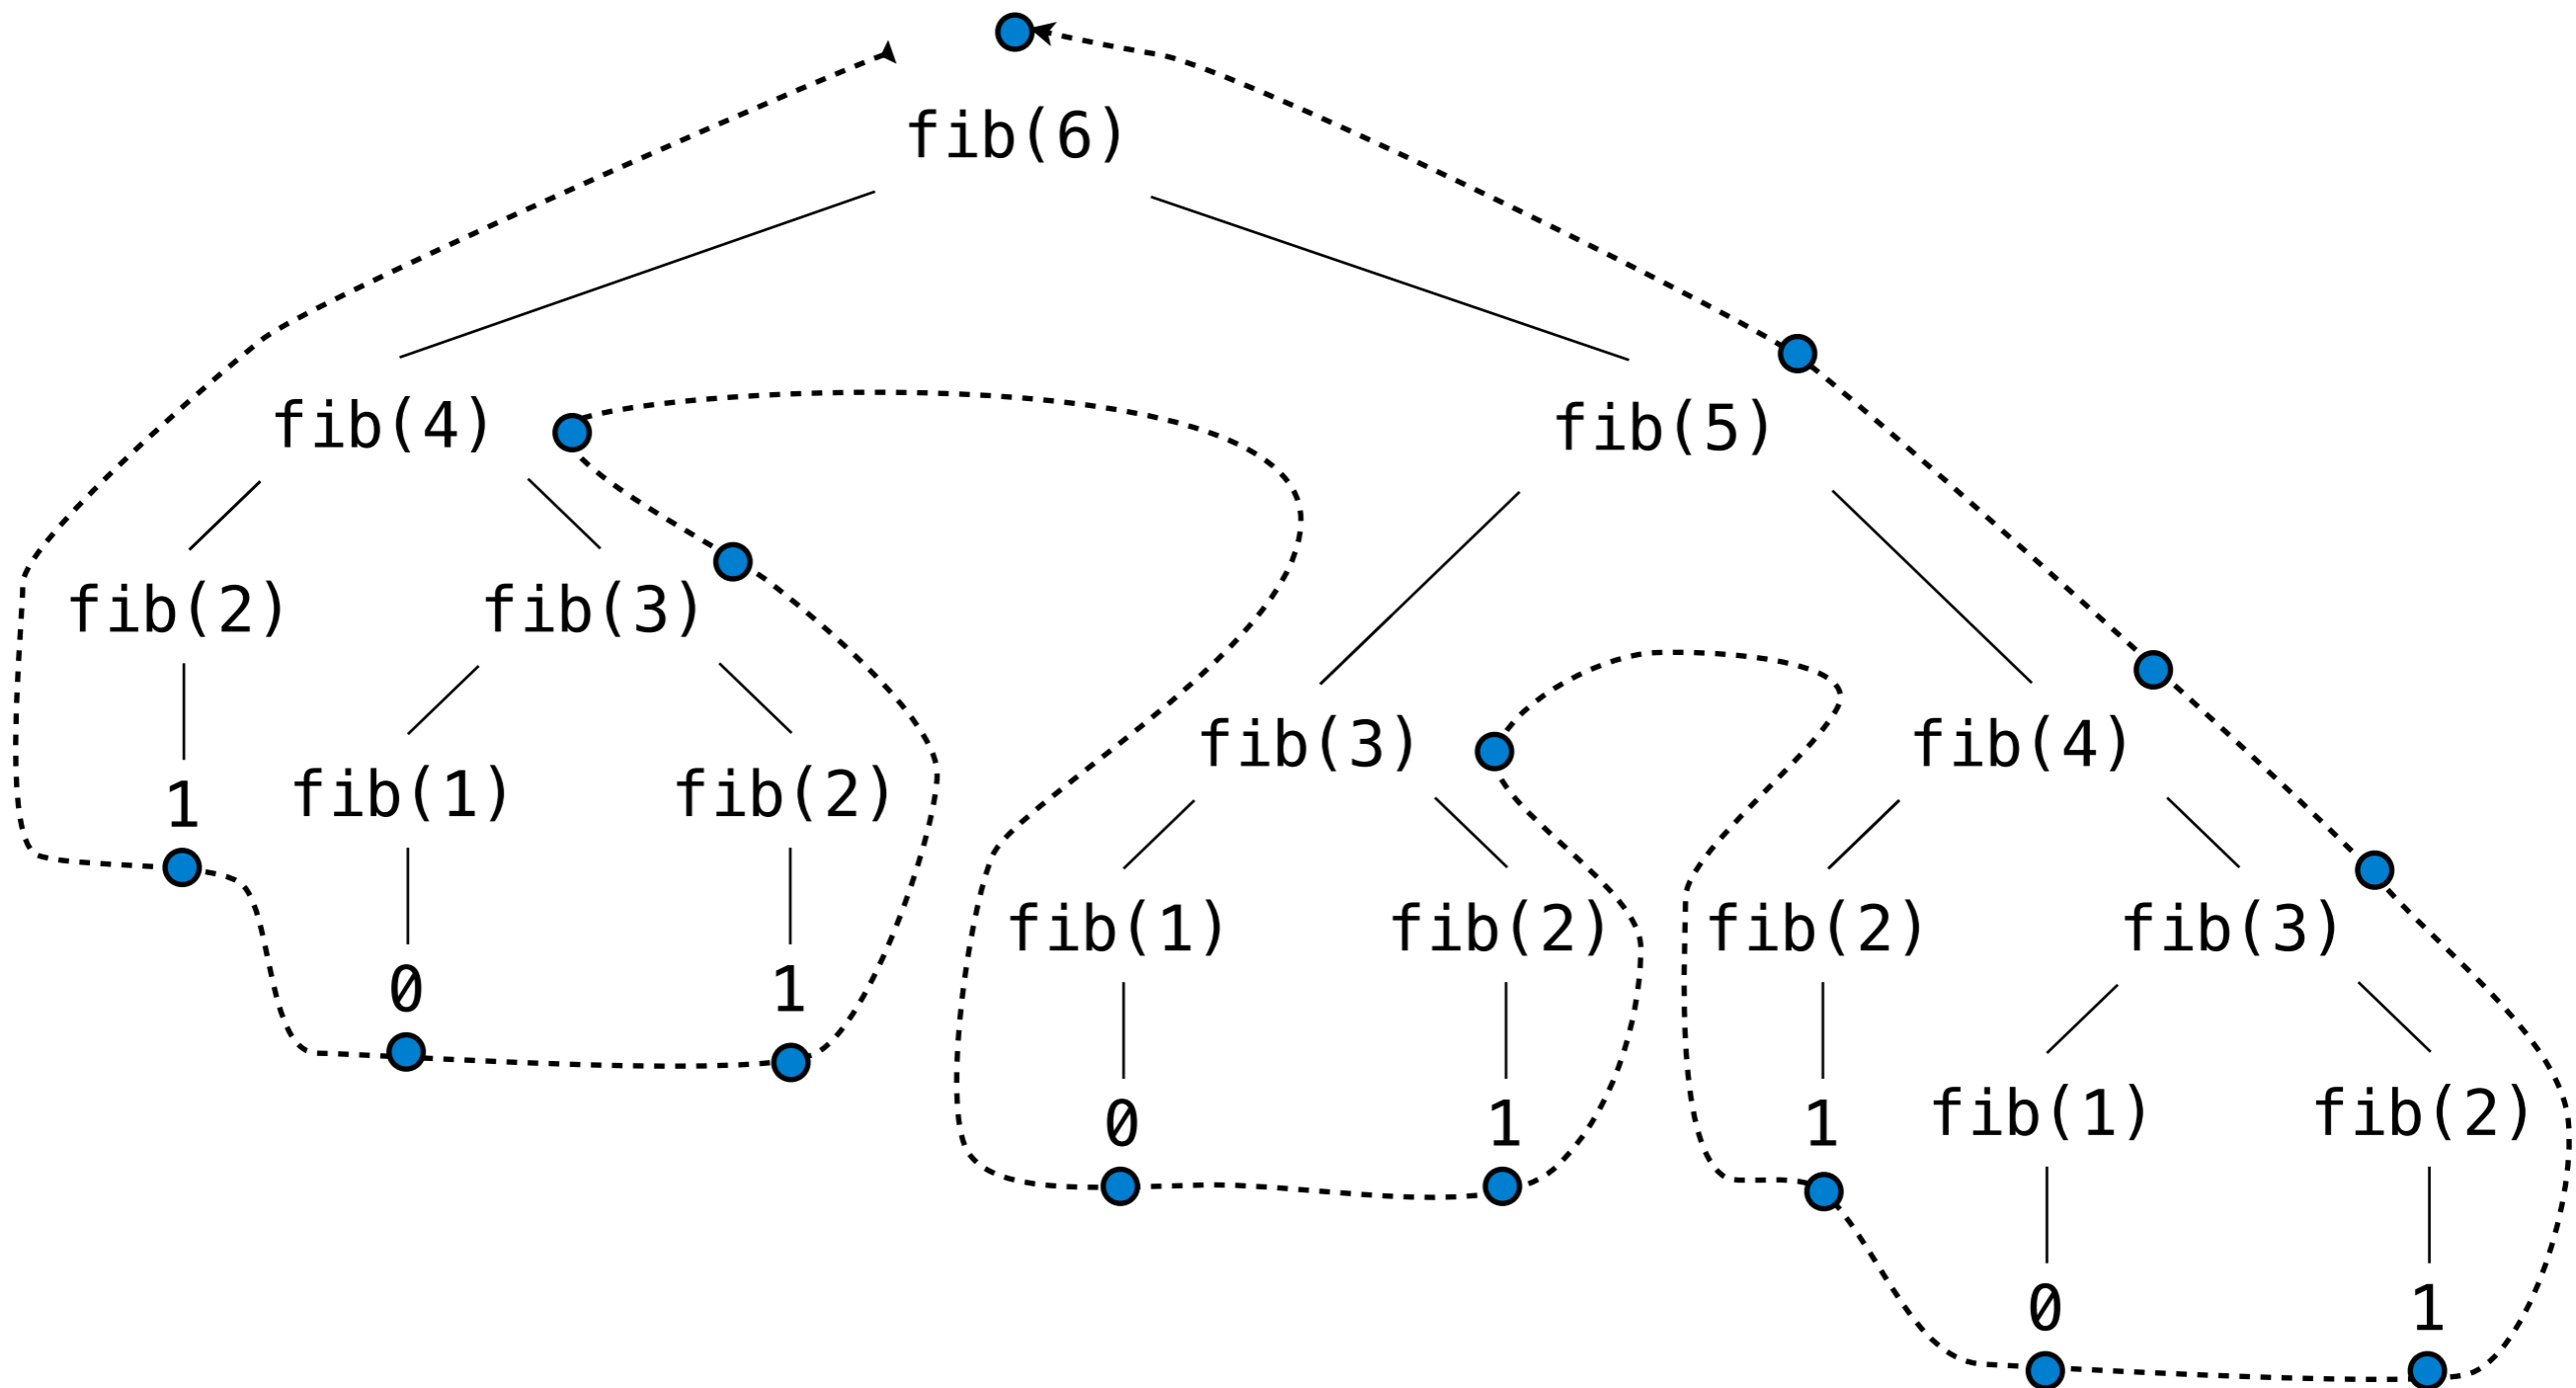 fib(6)
fib(4) fib(5)
fib(2) fib(3)
fib(3) fib(4)
1 fib(1) fib(2)
fib(1) fib(2) fib(2) fib(3)
0 1
0 1 1 fib(1) fib(2)
0 1